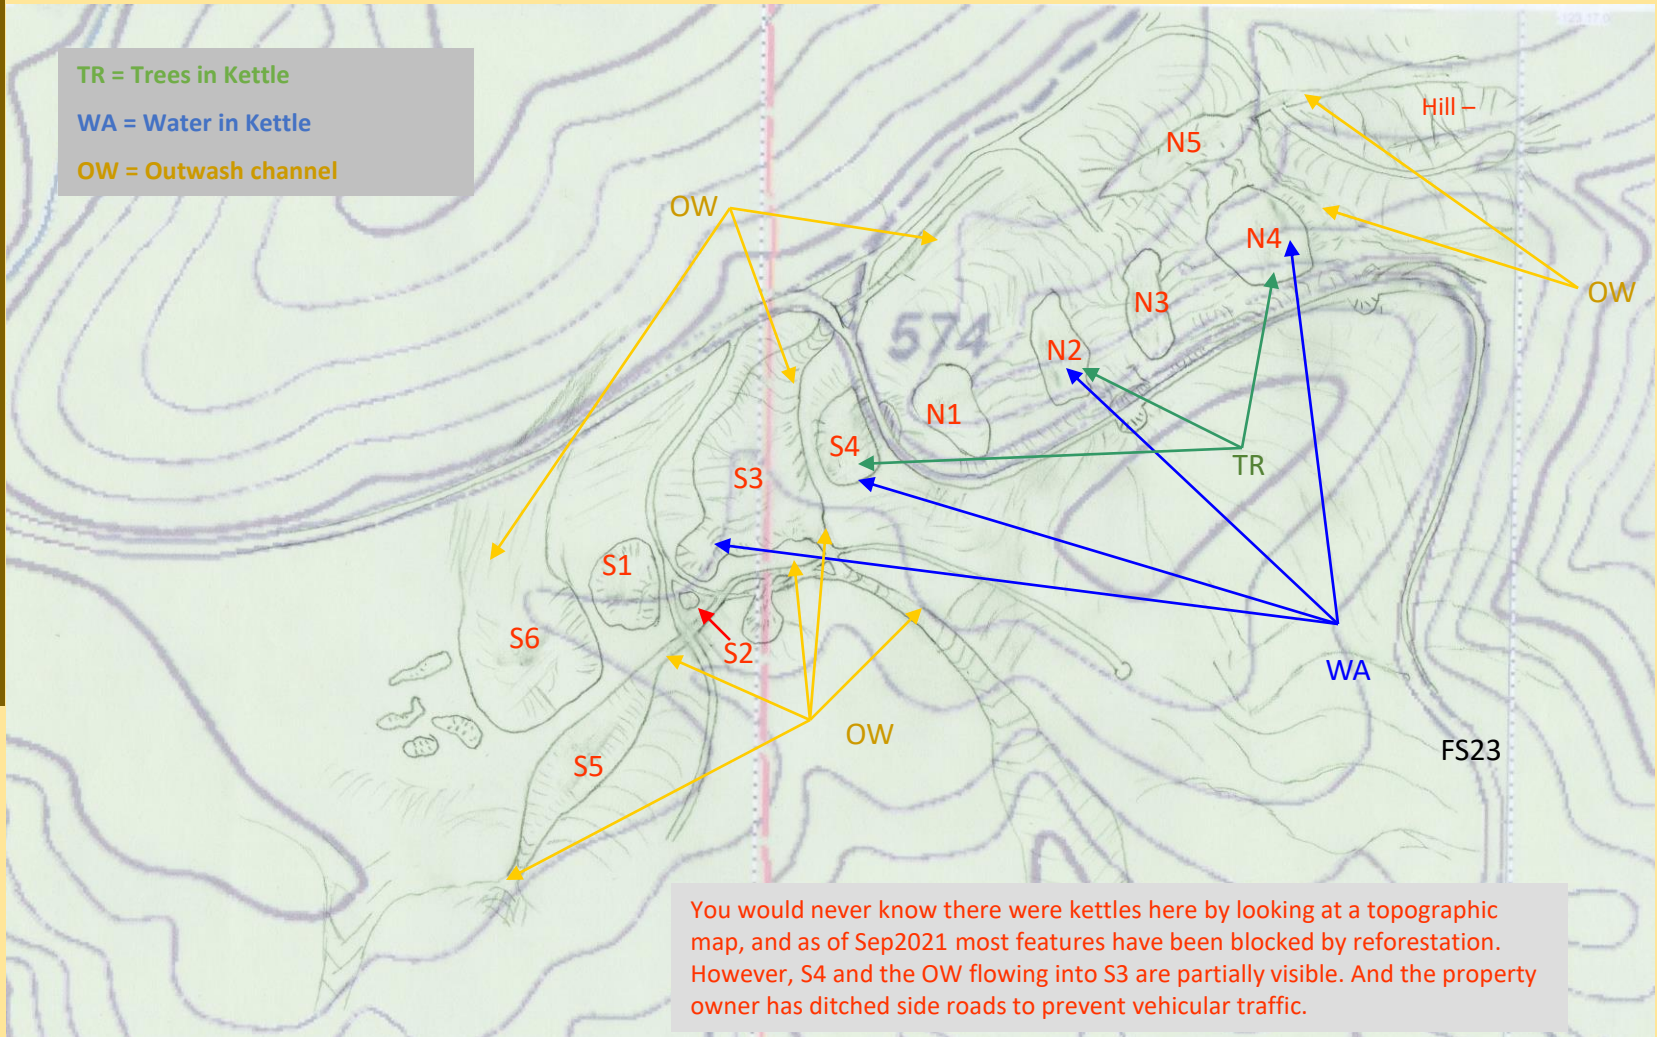 TR = Trees in Kettle
WA = Water in Kettle
OW = Outwash channel
Hill –
N5
OW
N4
OW
N3
574
N2
N1
S4
TR
S3
S1
S6
S2
WA
OW
FS23
S5
You would never know there were kettles here by looking at a topographic
map, and as of Sep2021 most features have been blocked by reforestation.
However, S4 and the OW flowing into S3 are partially visible. And the property
owner has ditched side roads to prevent vehicular traffic.